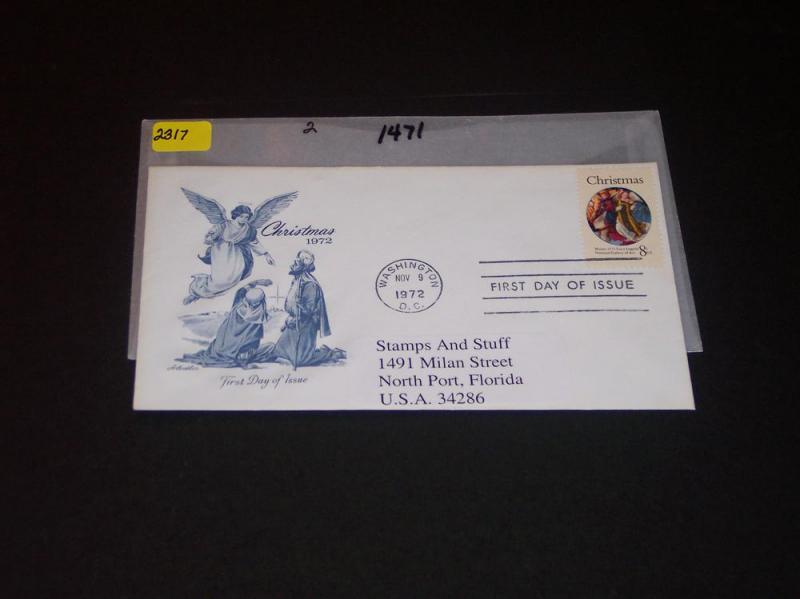 2317
2
1471
Christmas
1972
Christmas
8¢
WASHINGTON
NOV 9
1972
D.C.
FIRST DAY OF ISSUE
Stamps And Stuff
1491 Milan Street
North Port, Florida
U.S.A. 34286
First Day of Issue